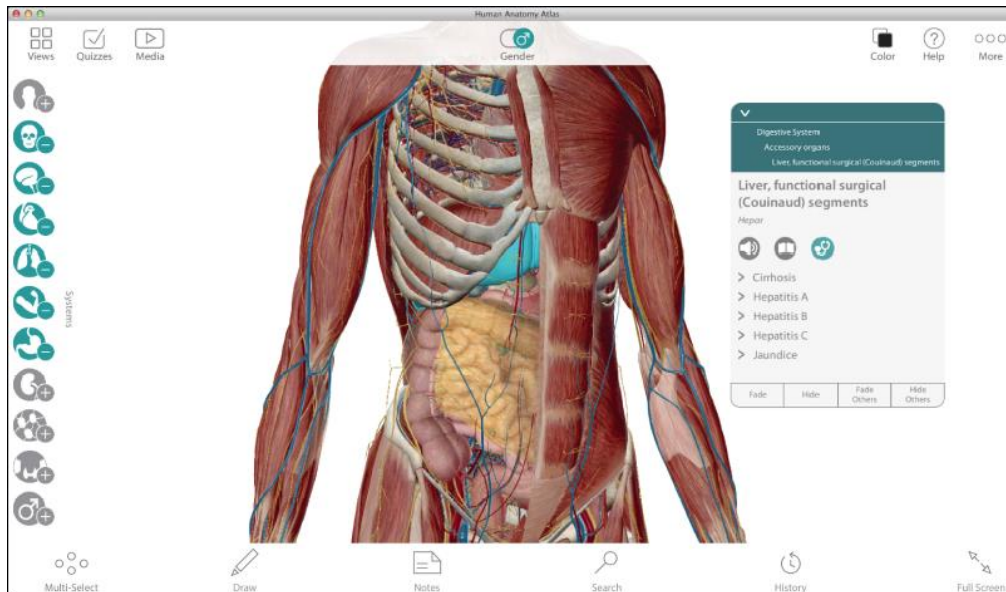 Human Anatomy Atlas
Views
Quizzes
Media
Gender
Color
Help
More
Systems
Digestive System
Accessory organs
Liver, functional surgical (Couinaud) segments
Liver, functional surgical
(Couinaud) segments
Hepar
> Cirrhosis
> Hepatitis A
> Hepatitis B
> Hepatitis C
> Jaundice
Fade
Hide
Fade
Others
Hide
Others
Multi-Select
Draw
Notes
Search
History
Full Screen